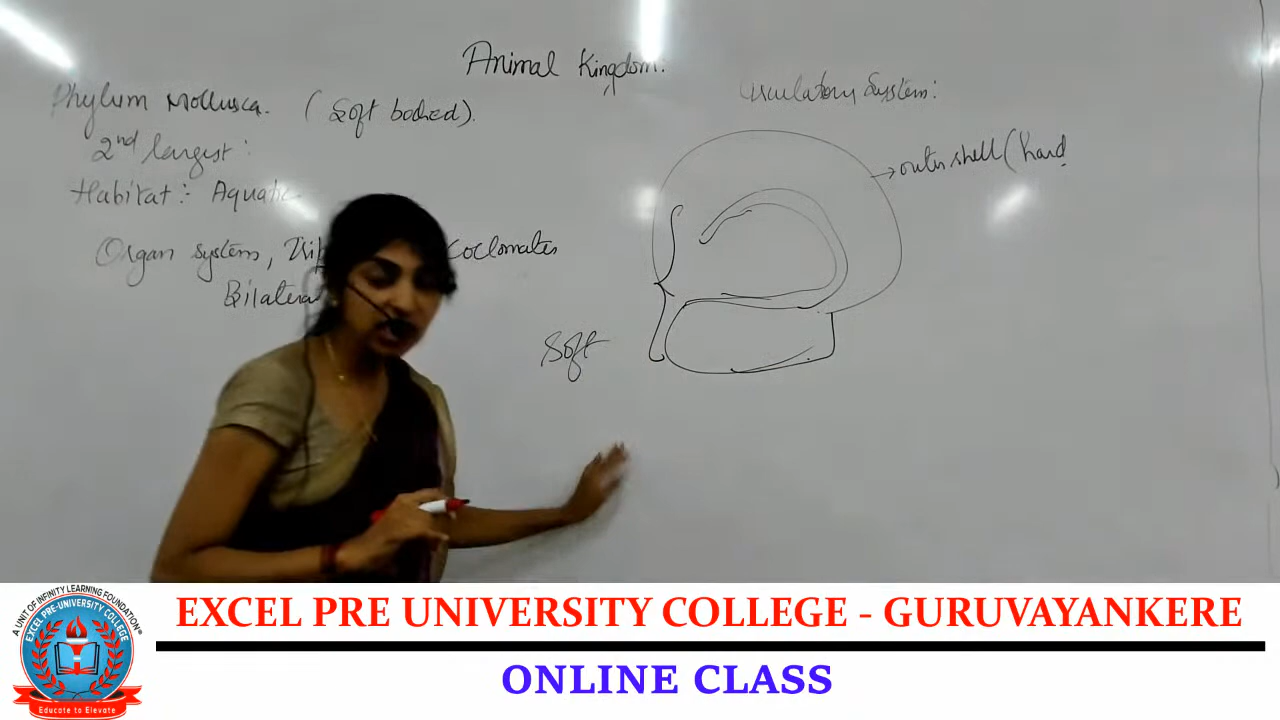 Animal Kingdom:
Phylum Mollusca. (Soft bodied).
2nd largest:
Habitat:- Aquatic
Organ system, Coelomates
Circulatory System:
→ outer shell (hard
Soft
A UNIT OF INFINITY LEARNING FOUNDATION®
EXCEL PRE-UNIVERSITY COLLEGE
Educate to Elevate
EXCEL PRE UNIVERSITY COLLEGE - GURUVAYANKERE
ONLINE CLASS